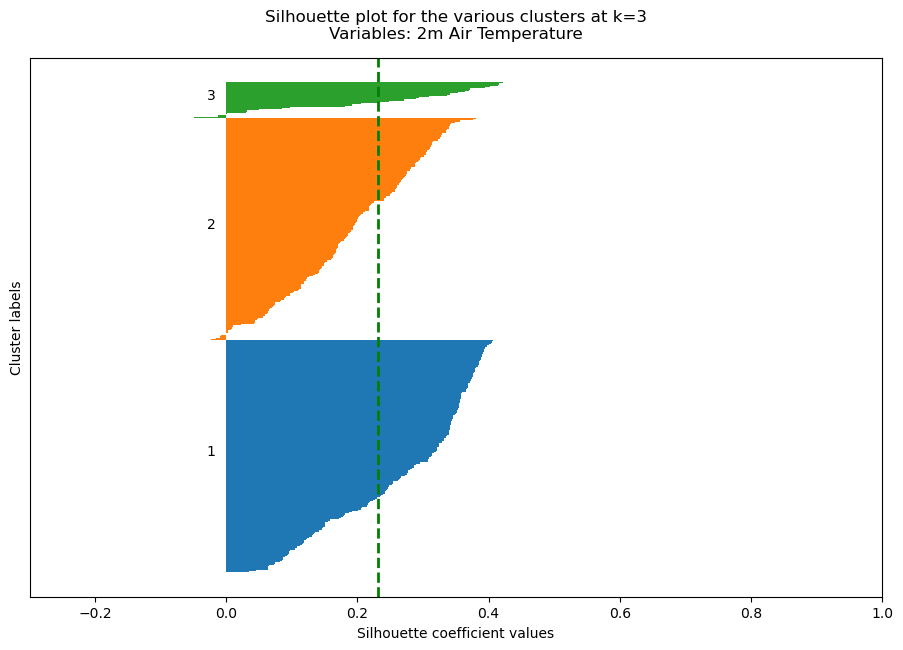 Silhouette plot for the various clusters at k=3
Variables: 2m Air Temperature
3
2
1
Cluster labels
−0.2 0.0 0.2 0.4 0.6 0.8 1.0
Silhouette coefficient values